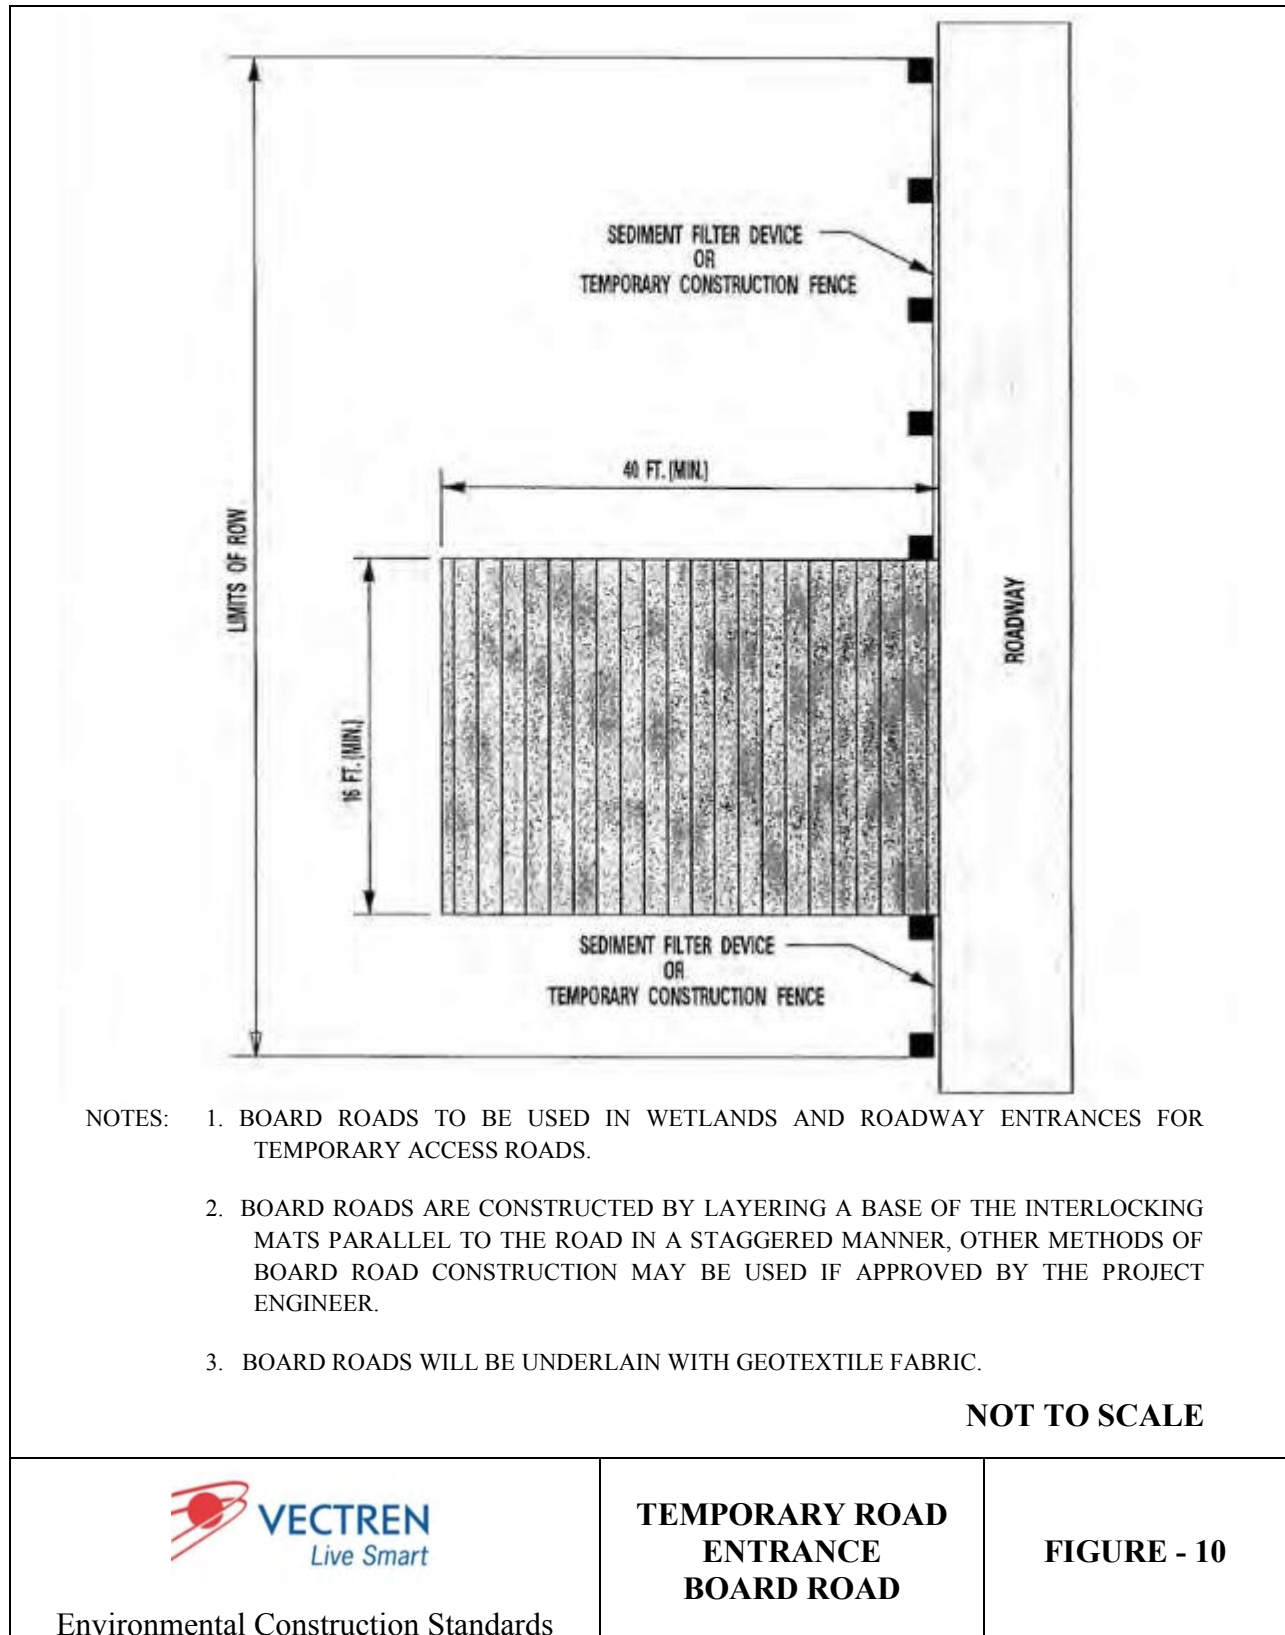 SEDIMENT FILTER DEVICE
OR
TEMPORARY CONSTRUCTION FENCE
40 FT. (MIN.)
LIMITS OF ROW
ROADWAY
16 FT. (MIN.)
SEDIMENT FILTER DEVICE
OR
TEMPORARY CONSTRUCTION FENCE
NOTES: 1. BOARD ROADS TO BE USED IN WETLANDS AND ROADWAY ENTRANCES FOR
TEMPORARY ACCESS ROADS.
2. BOARD ROADS ARE CONSTRUCTED BY LAYERING A BASE OF THE INTERLOCKING
MATS PARALLEL TO THE ROAD IN A STAGGERED MANNER, OTHER METHODS OF
BOARD ROAD CONSTRUCTION MAY BE USED IF APPROVED BY THE PROJECT
ENGINEER.
3. BOARD ROADS WILL BE UNDERLAIN WITH GEOTEXTILE FABRIC.
NOT TO SCALE
VECTREN
Live Smart
Environmental Construction Standards
TEMPORARY ROAD
ENTRANCE
BOARD ROAD
FIGURE - 10